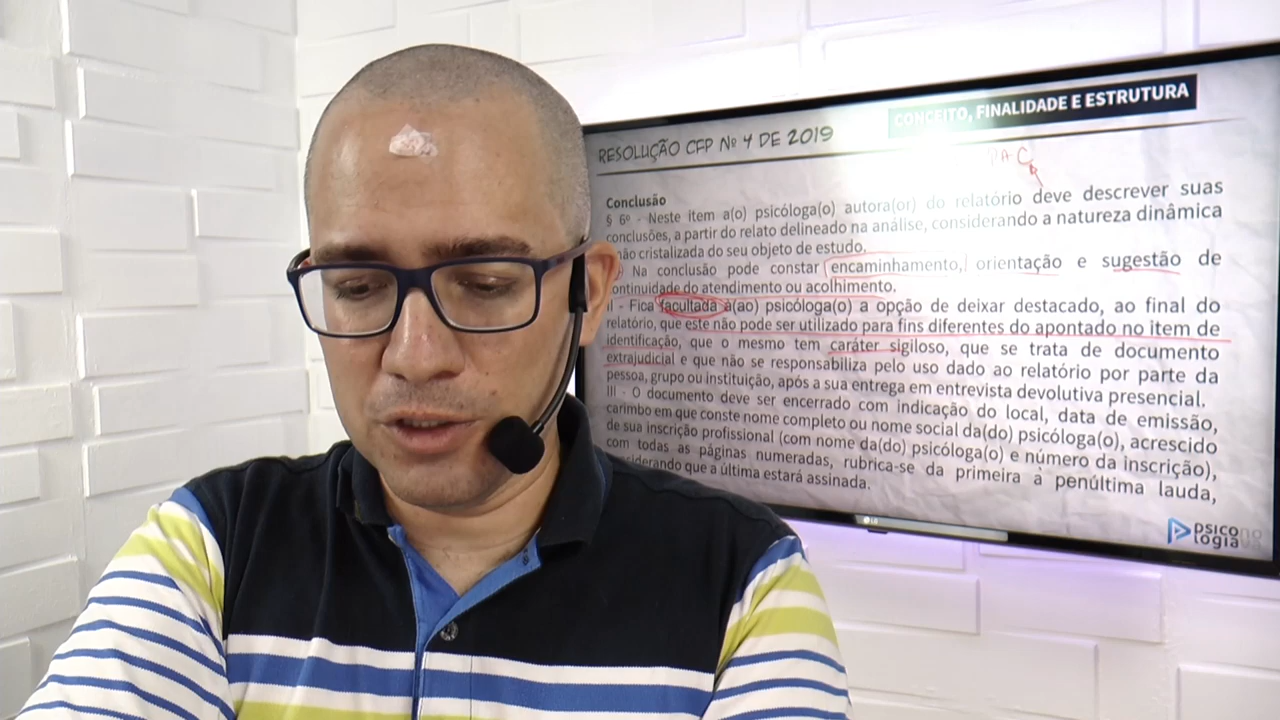 CONCEITO, FINALIDADE E ESTRUTURA
RESOLUÇÃO CFP Nº 4 DE 2019
Conclusão
§ 6º - Neste item a(o) psicóloga(o) autora(or) do relatório deve descrever suas
conclusões, a partir do relato delineado na análise, considerando a natureza dinâmica
não cristalizada do seu objeto de estudo.
Na conclusão pode constar encaminhamento, orientação e sugestão de
continuidade do atendimento ou acolhimento.
II - Fica facultada à(ao) psicóloga(o) a opção de deixar destacado, ao final do
relatório, que este não pode ser utilizado para fins diferentes do apontado no item de
identificação, que o mesmo tem caráter sigiloso, que se trata de documento
extrajudicial e que não se responsabiliza pelo uso dado ao relatório por parte da
pessoa, grupo ou instituição, após a sua entrega em entrevista devolutiva presencial.
III - O documento deve ser encerrado com indicação do local, data de emissão,
carimbo em que conste nome completo ou nome social da(do) psicóloga(o), acrescido
de sua inscrição profissional (com nome da(do) psicóloga(o) e número da inscrição),
com todas as páginas numeradas, rubrica-se da primeira a penúltima lauda,
considerando que a última estará assinada.
LG
PSICO
logia